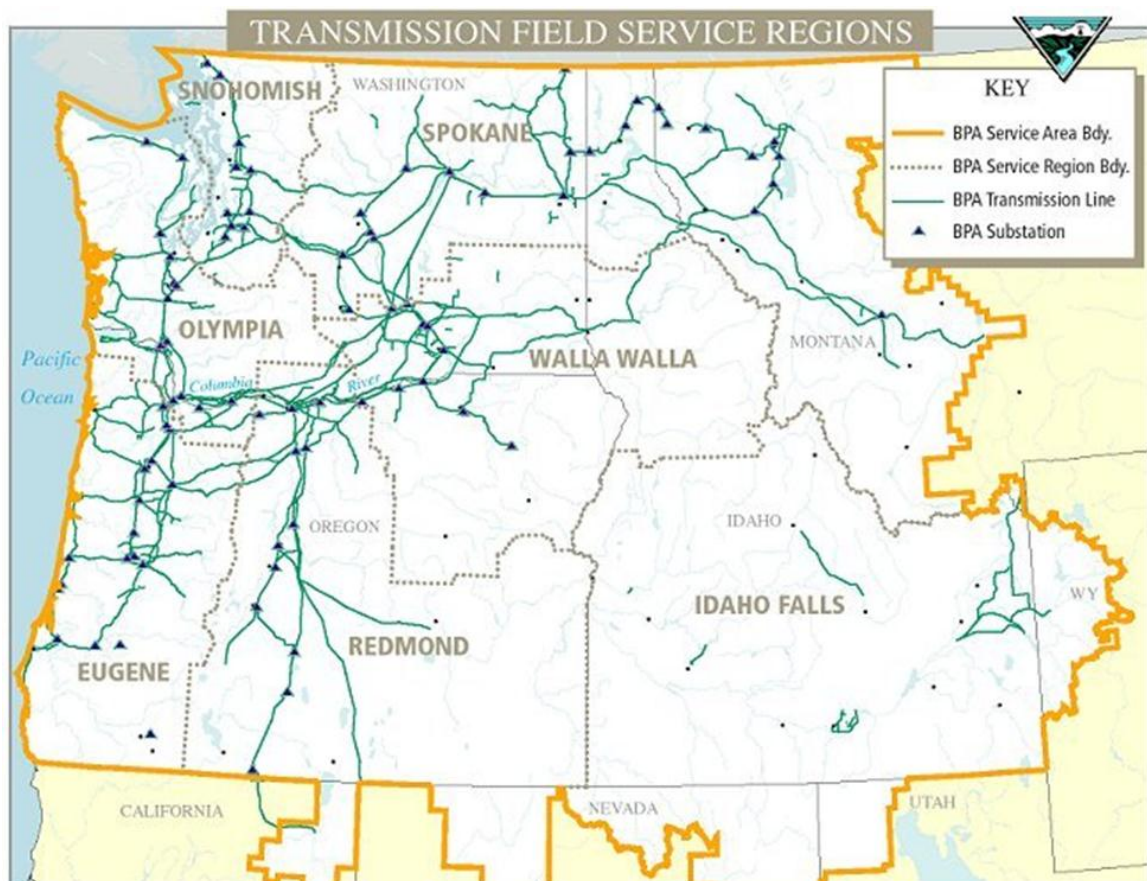 TRANSMISSION FIELD SERVICE REGIONS
KEY
BPA Service Area Bdy.
BPA Service Region Bdy.
BPA Transmission Line
BPA Substation
SNOHOMISH
WASHINGTON
SPOKANE
OLYMPIA
WALLA WALLA
MONTANA
Pacific
Ocean
Columbia
River
OREGON
IDAHO
IDAHO FALLS
WY
REDMOND
EUGENE
CALIFORNIA
NEVADA
UTAH